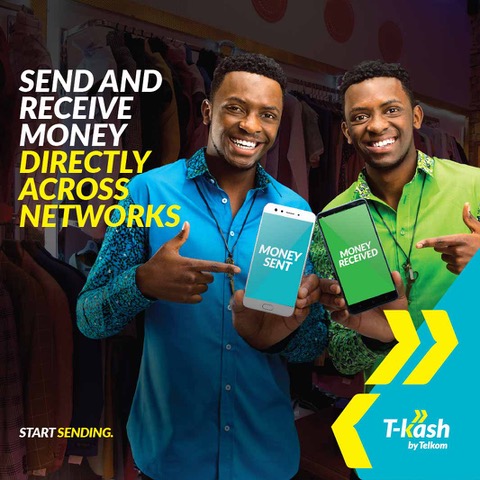 SEND AND
RECEIVE
MONEY
DIRECTLY
ACROSS
NETWORKS
MONEY
SENT
MONEY
RECEIVED
START SENDING.
T-kash
by Telkom